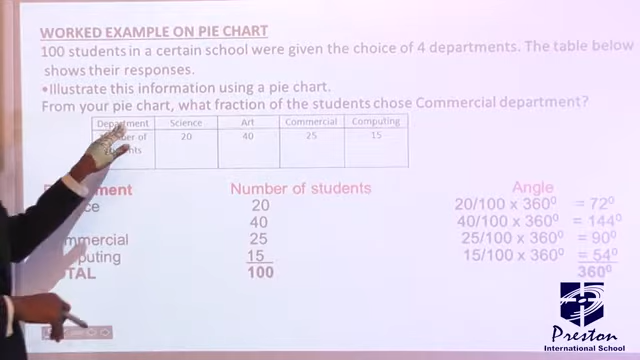 WORKED EXAMPLE ON PIE CHART
100 students in a certain school were given the choice of 4 departments. The table below
shows their responses.
•Illustrate this information using a pie chart.
From your pie chart, what fraction of the students chose Commercial department?
Department Science Art Commercial Computing
of 20 40 25 15
Number of students Angle
20 20/100 x 360⁰ = 72⁰
40 40/100 x 360⁰ = 144⁰
25 25/100 x 360⁰ = 90⁰
15 15/100 x 360⁰ = 54⁰
100 360⁰
Preston
International School